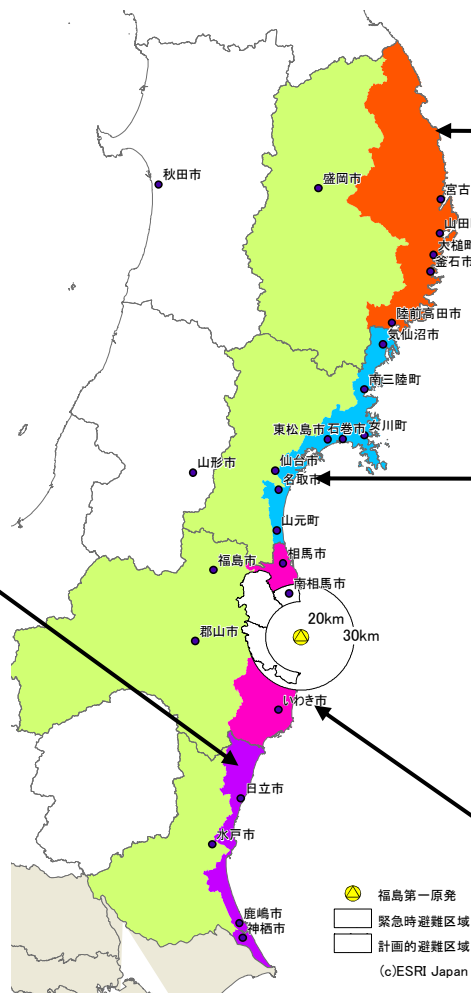 秋田市
盛岡市
宮古
山田
大槌町
釜石市
陸前高田市
気仙沼市
南三陸町
東松島市
石巻市
女川町
山形市
仙台市
名取市
山元町
相馬市
福島市
南相馬市
20km
30km
郡山市
いわき市
日立市
水戸市
鹿嶋市
神栖市
福島第一原発
緊急時避難区域
計画的避難区域
(c)ESRI Japan